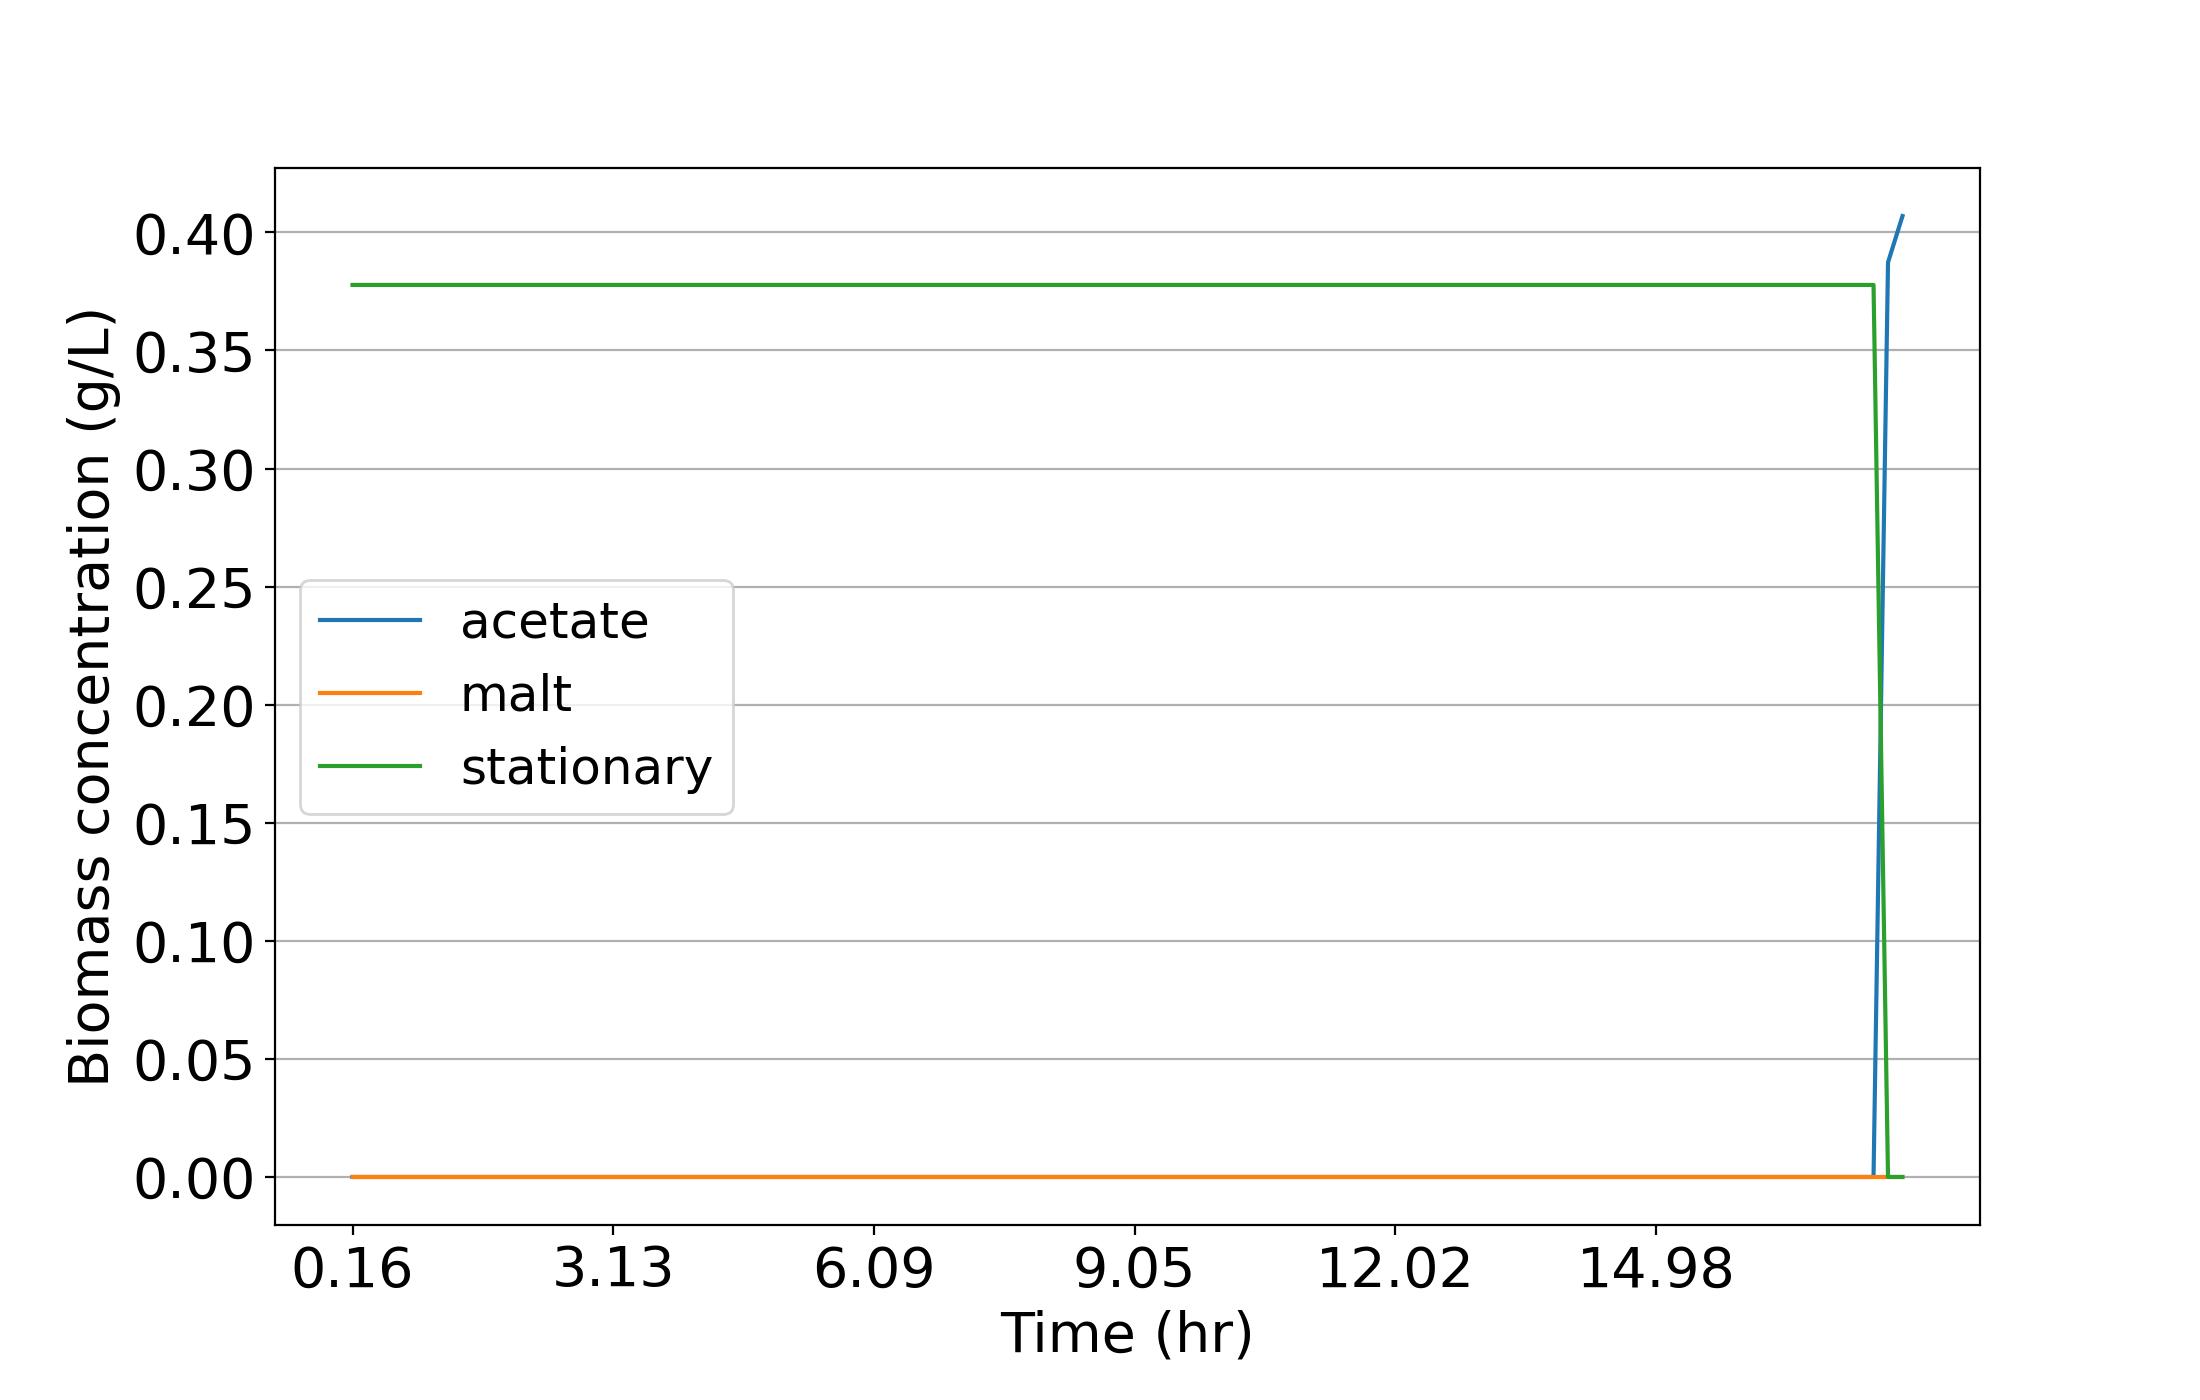 Biomass concentration (g/L)
0.40
0.35
0.30
0.25
0.20
0.15
0.10
0.05
0.00
acetate
malt
stationary
0.16 3.13 6.09 9.05 12.02 14.98
Time (hr)